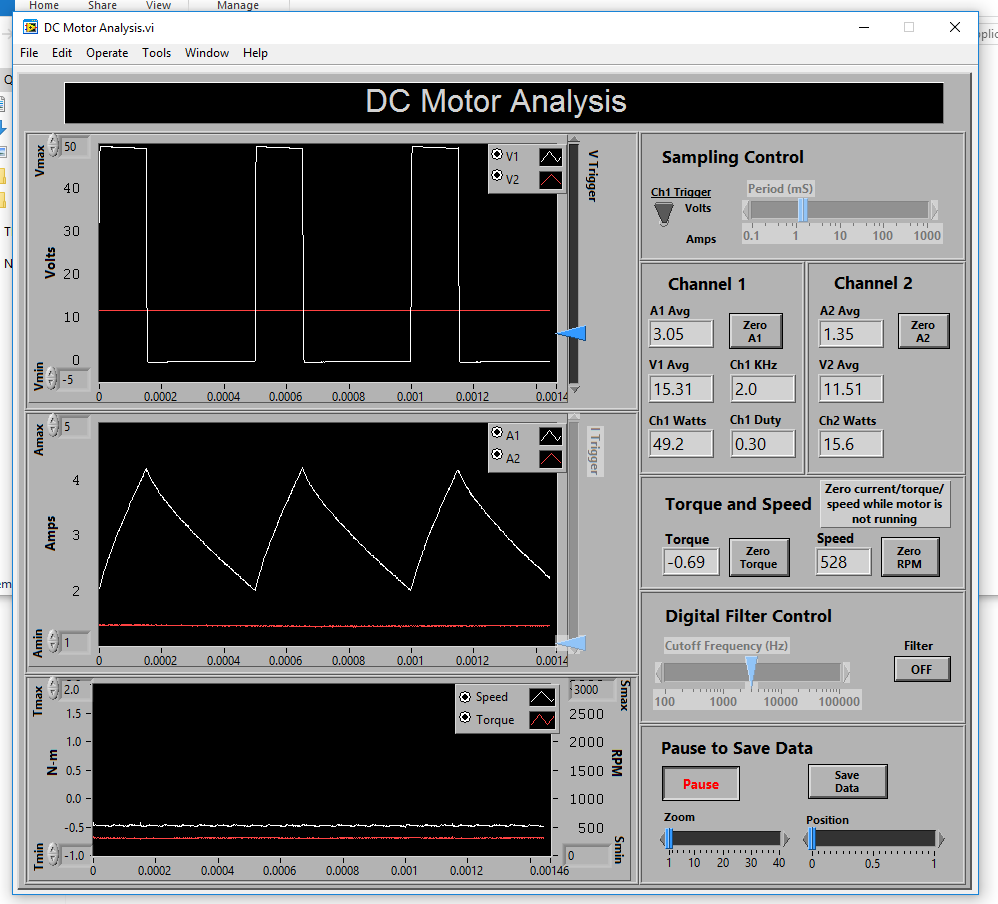 Home Share View Manage
DC Motor Analysis.vi
File Edit Operate Tools Window Help
DC Motor Analysis
Vmax
50
40
30
20
10
0
Volts
Vmin
-5
0 0.0002 0.0004 0.0006 0.0008 0.001 0.0012 0.0014
V1
V2
V Trigger
Amax
5
4
3
2
Amps
Amin
1
0 0.0002 0.0004 0.0006 0.0008 0.001 0.0012 0.0014
A1
A2
I Trigger
Tmax
2.0
1.5
1.0
0.5
0.0
-0.5
-1.0
N-m
Tmin
0 0.0002 0.0004 0.0006 0.0008 0.001 0.0012 0.00146
Speed
Torque
3000
2500
2000
1500
1000
500
0
Smax
RPM
Smin
Sampling Control
Ch1 Trigger
Volts
Amps
Period (mS)
0.1 1 10 100 1000
Channel 1
A1 Avg
3.05
Zero
A1
V1 Avg
15.31
Ch1 KHz
2.0
Ch1 Watts
49.2
Ch1 Duty
0.30
Channel 2
A2 Avg
1.35
Zero
A2
V2 Avg
11.51
Ch2 Watts
15.6
Torque and Speed
Zero current/torque/
speed while motor is
not running
Torque
-0.69
Zero
Torque
Speed
528
Zero
RPM
Digital Filter Control
Cutoff Frequency (Hz)
100 1000 10000 100000
Filter
OFF
Pause to Save Data
Pause
Save
Data
Zoom
1 10 20 30 40
Position
0 0.5 1